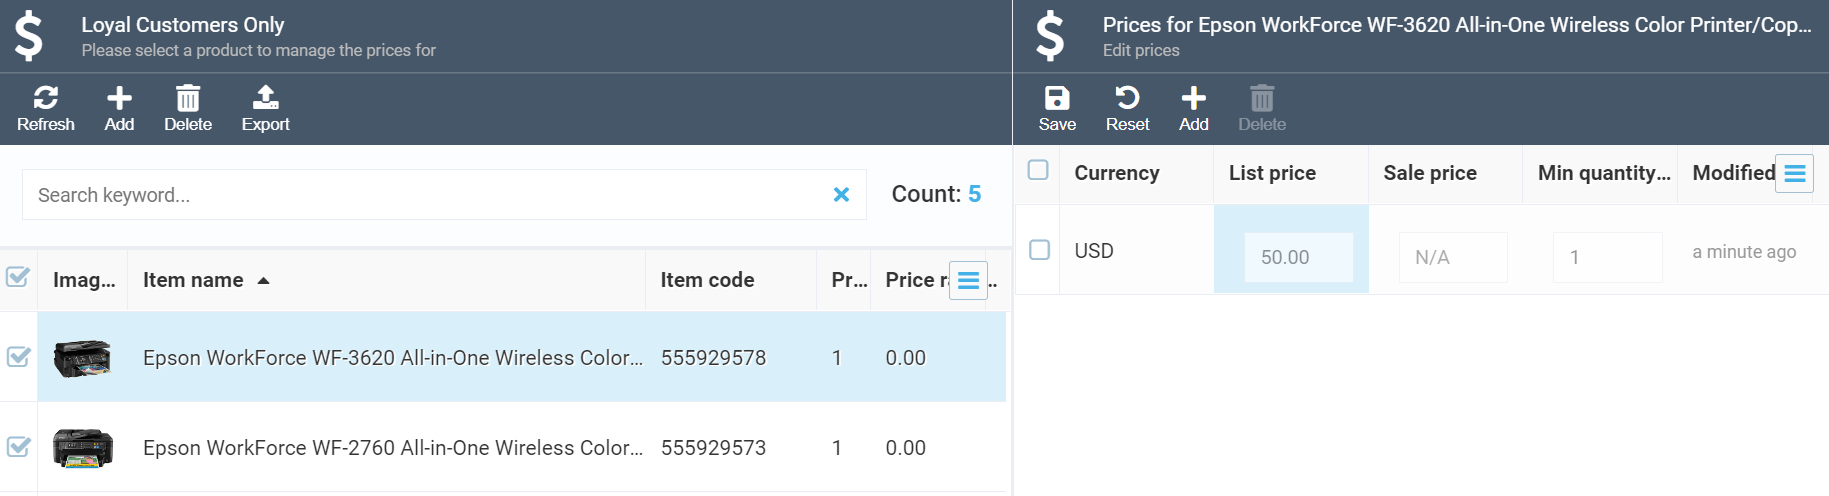 Loyal Customers Only
Please select a product to manage the prices for
Refresh Add Delete Export
Search keyword...
Count: 5
Imag... Item name Item code Pr... Price r ..
Epson WorkForce WF-3620 All-in-One Wireless Color... 555929578 1 0.00
Epson WorkForce WF-2760 All-in-One Wireless Color... 555929573 1 0.00
Prices for Epson WorkForce WF-3620 All-in-One Wireless Color Printer/Cop...
Edit prices
Save Reset Add Delete
Currency List price Sale price Min quantity... Modified
USD 50.00 N/A 1 a minute ago